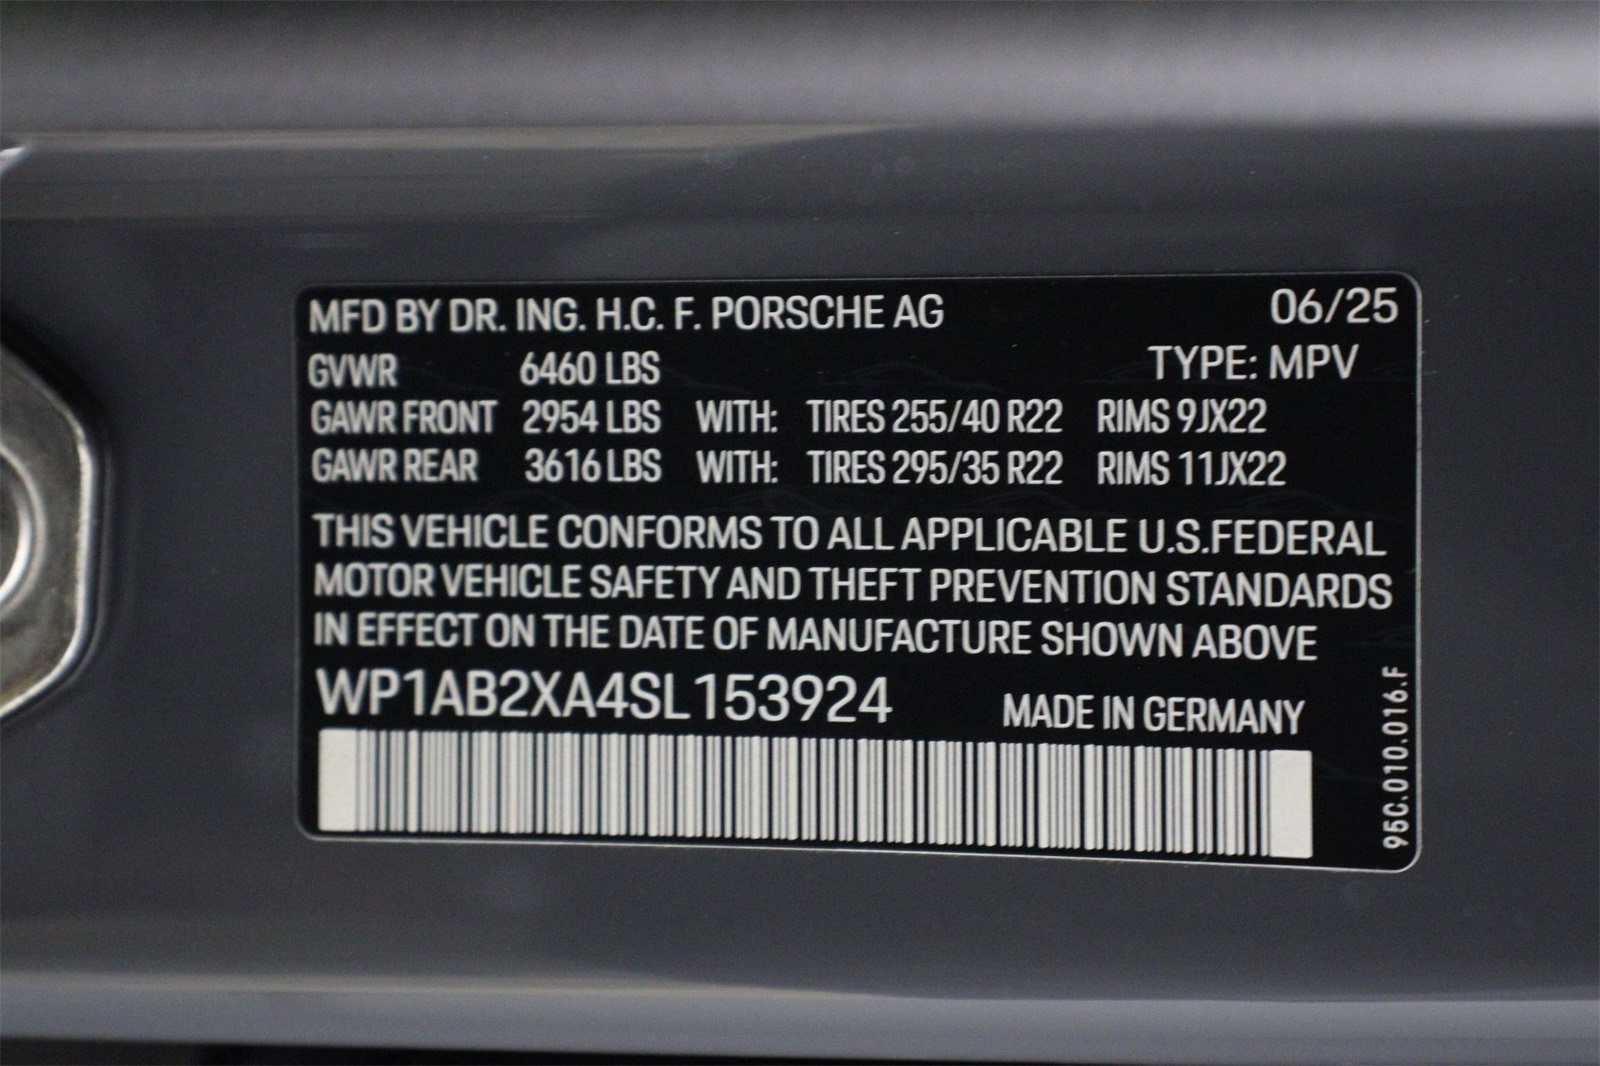 MFD BY DR. ING. H.C. F. PORSCHE AG 06/25
GVWR 6460 LBS TYPE: MPV
GAWR FRONT 2954 LBS WITH: TIRES 255/40 R22 RIMS 9JX22
GAWR REAR 3616 LBS WITH: TIRES 295/35 R22 RIMS 11JX22
THIS VEHICLE CONFORMS TO ALL APPLICABLE U.S.FEDERAL
MOTOR VEHICLE SAFETY AND THEFT PREVENTION STANDARDS
IN EFFECT ON THE DATE OF MANUFACTURE SHOWN ABOVE
WP1AB2XA4SL153924 MADE IN GERMANY
95C.010.016.F